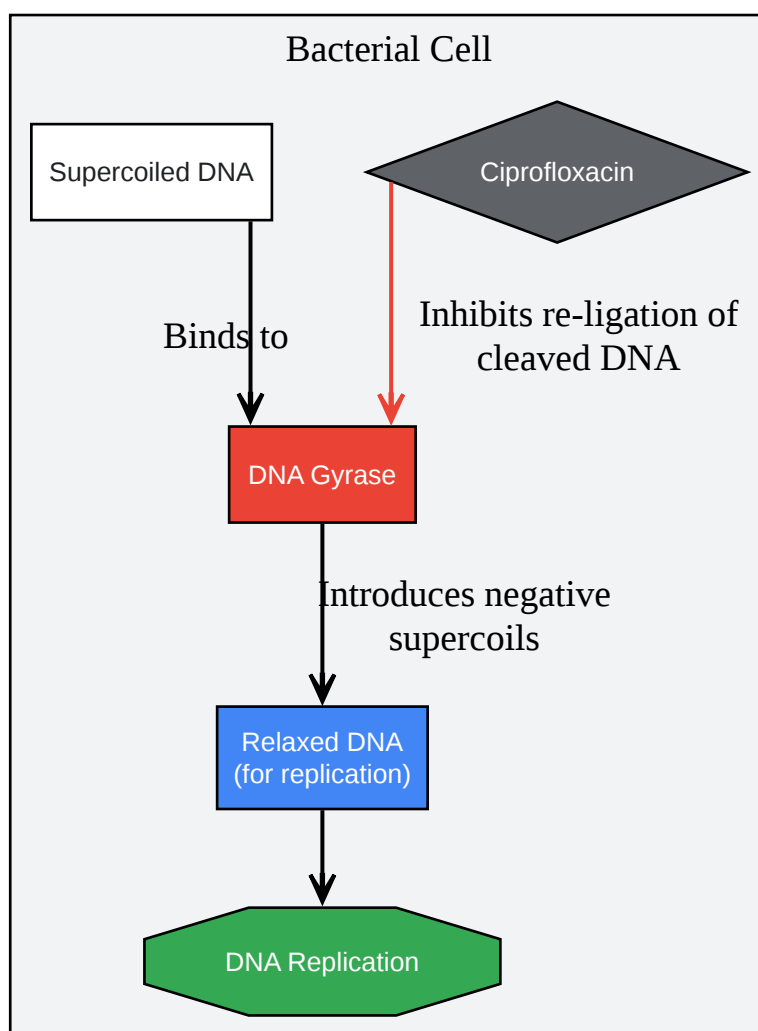 Bacterial Cell
Supercoiled DNA
Ciprofloxacin
Binds to
Inhibits re-ligation of
cleaved DNA
DNA Gyrase
Introduces negative
supercoils
Relaxed DNA
(for replication)
DNA Replication